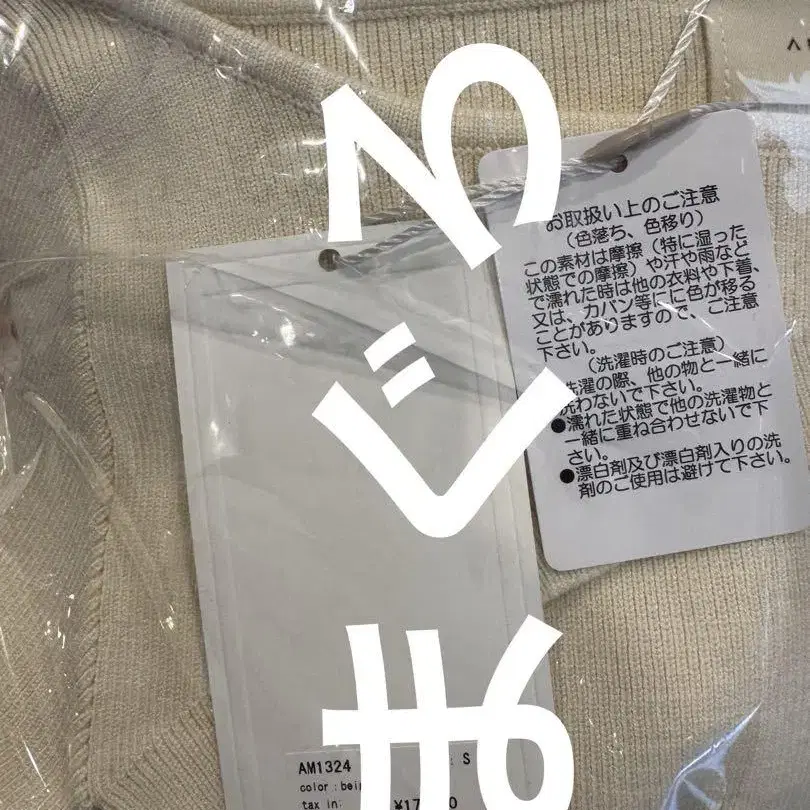 お取扱い上のご注意
（色落ち、色移り）
この素材は摩擦（特に湿った
状態での摩擦）や汗や雨など
で濡れた時は他の衣料や下着、
又は、カバン等にに色が移る
ことがありますので、ご注意
下さい。
（洗濯時のご注意）
洗濯の際、他の物と一緒に
洗わないで下さい。
●濡れた状態で他の洗濯物と
一緒に重ね合わせないで下
さい。
●漂白剤及び漂白剤入りの洗
剤のご使用は避けて下さい。
AM1324 : S
color :
tax in: